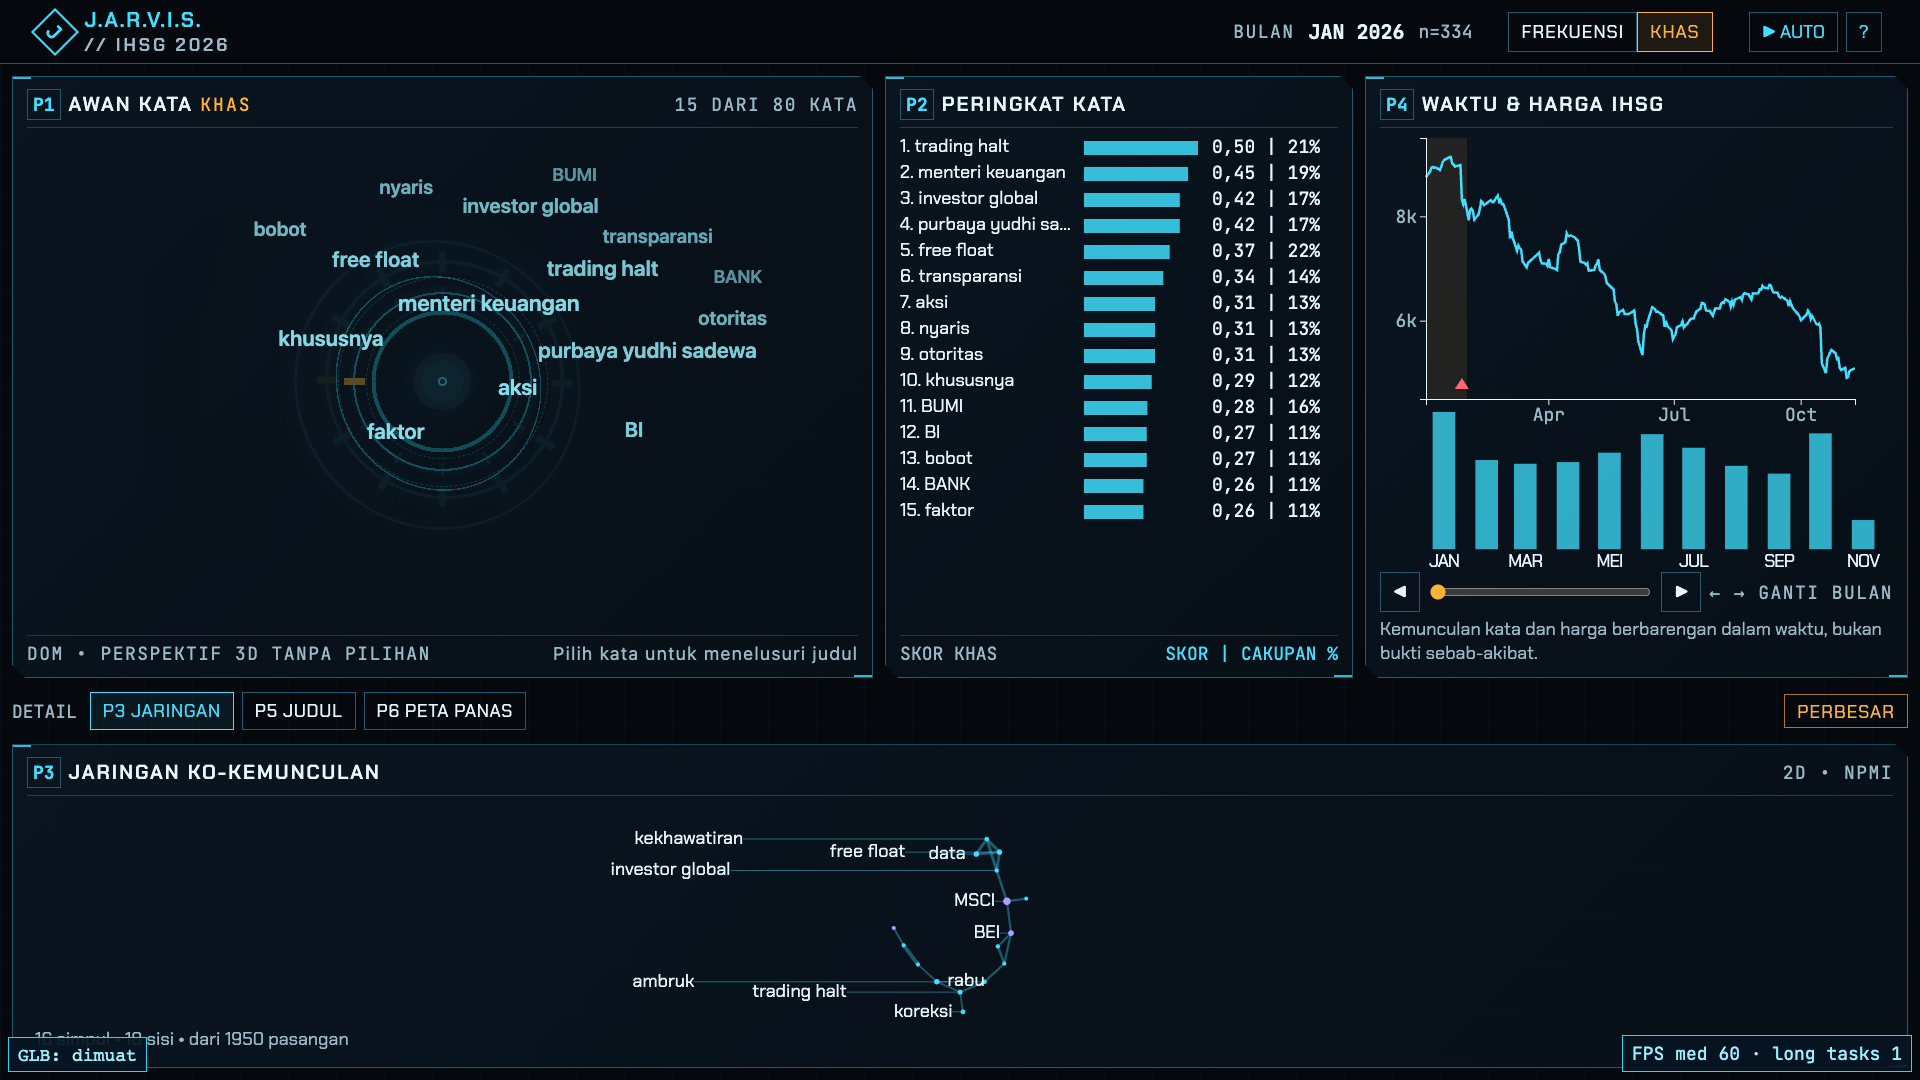 J.A.R.V.I.S.
// IHSG 2026
BULAN JAN 2026 n=334
FREKUENSI KHAS
▶ AUTO ?
P1 AWAN KATA KHAS
15 DARI 80 KATA
BUMI
nyaris
investor global
bobot
transparansi
free float
trading halt
BANK
menteri keuangan
otoritas
khususnya
purbaya yudhi sadewa
aksi
faktor
BI
DOM • PERSPEKTIF 3D TANPA PILIHAN
Pilih kata untuk menelusuri judul
P2 PERINGKAT KATA
1. trading halt 0,50 | 21%
2. menteri keuangan 0,45 | 19%
3. investor global 0,42 | 17%
4. purbaya yudhi sa... 0,42 | 17%
5. free float 0,37 | 22%
6. transparansi 0,34 | 14%
7. aksi 0,31 | 13%
8. nyaris 0,31 | 13%
9. otoritas 0,31 | 13%
10. khususnya 0,29 | 12%
11. BUMI 0,28 | 16%
12. BI 0,27 | 11%
13. bobot 0,27 | 11%
14. BANK 0,26 | 11%
15. faktor 0,26 | 11%
SKOR KHAS SKOR | CAKUPAN %
P4 WAKTU & HARGA IHSG
8k
6k
Apr Jul Oct
JAN MAR MEI JUL SEP NOV
◀ ▶ ← → GANTI BULAN
Kemunculan kata dan harga berbarengan dalam waktu, bukan
bukti sebab-akibat.
DETAIL P3 JARINGAN P5 JUDUL P6 PETA PANAS
PERBESAR
P3 JARINGAN KO-KEMUNCULAN
2D • NPMI
kekhawatiran
free float
data
investor global
MSCI
BEI
ambruk
rabu
trading halt
koreksi
sisi • dari 1950 pasangan
GLB: dimuat
FPS med 60 · long tasks 1